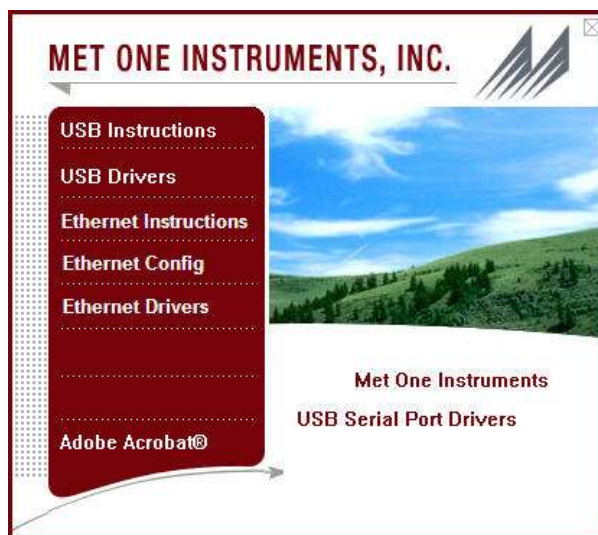 MET ONE INSTRUMENTS, INC.
USB Instructions
USB Drivers
Ethernet Instructions
Ethernet Config
Ethernet Drivers
Adobe Acrobat®
Met One Instruments
USB Serial Port Drivers